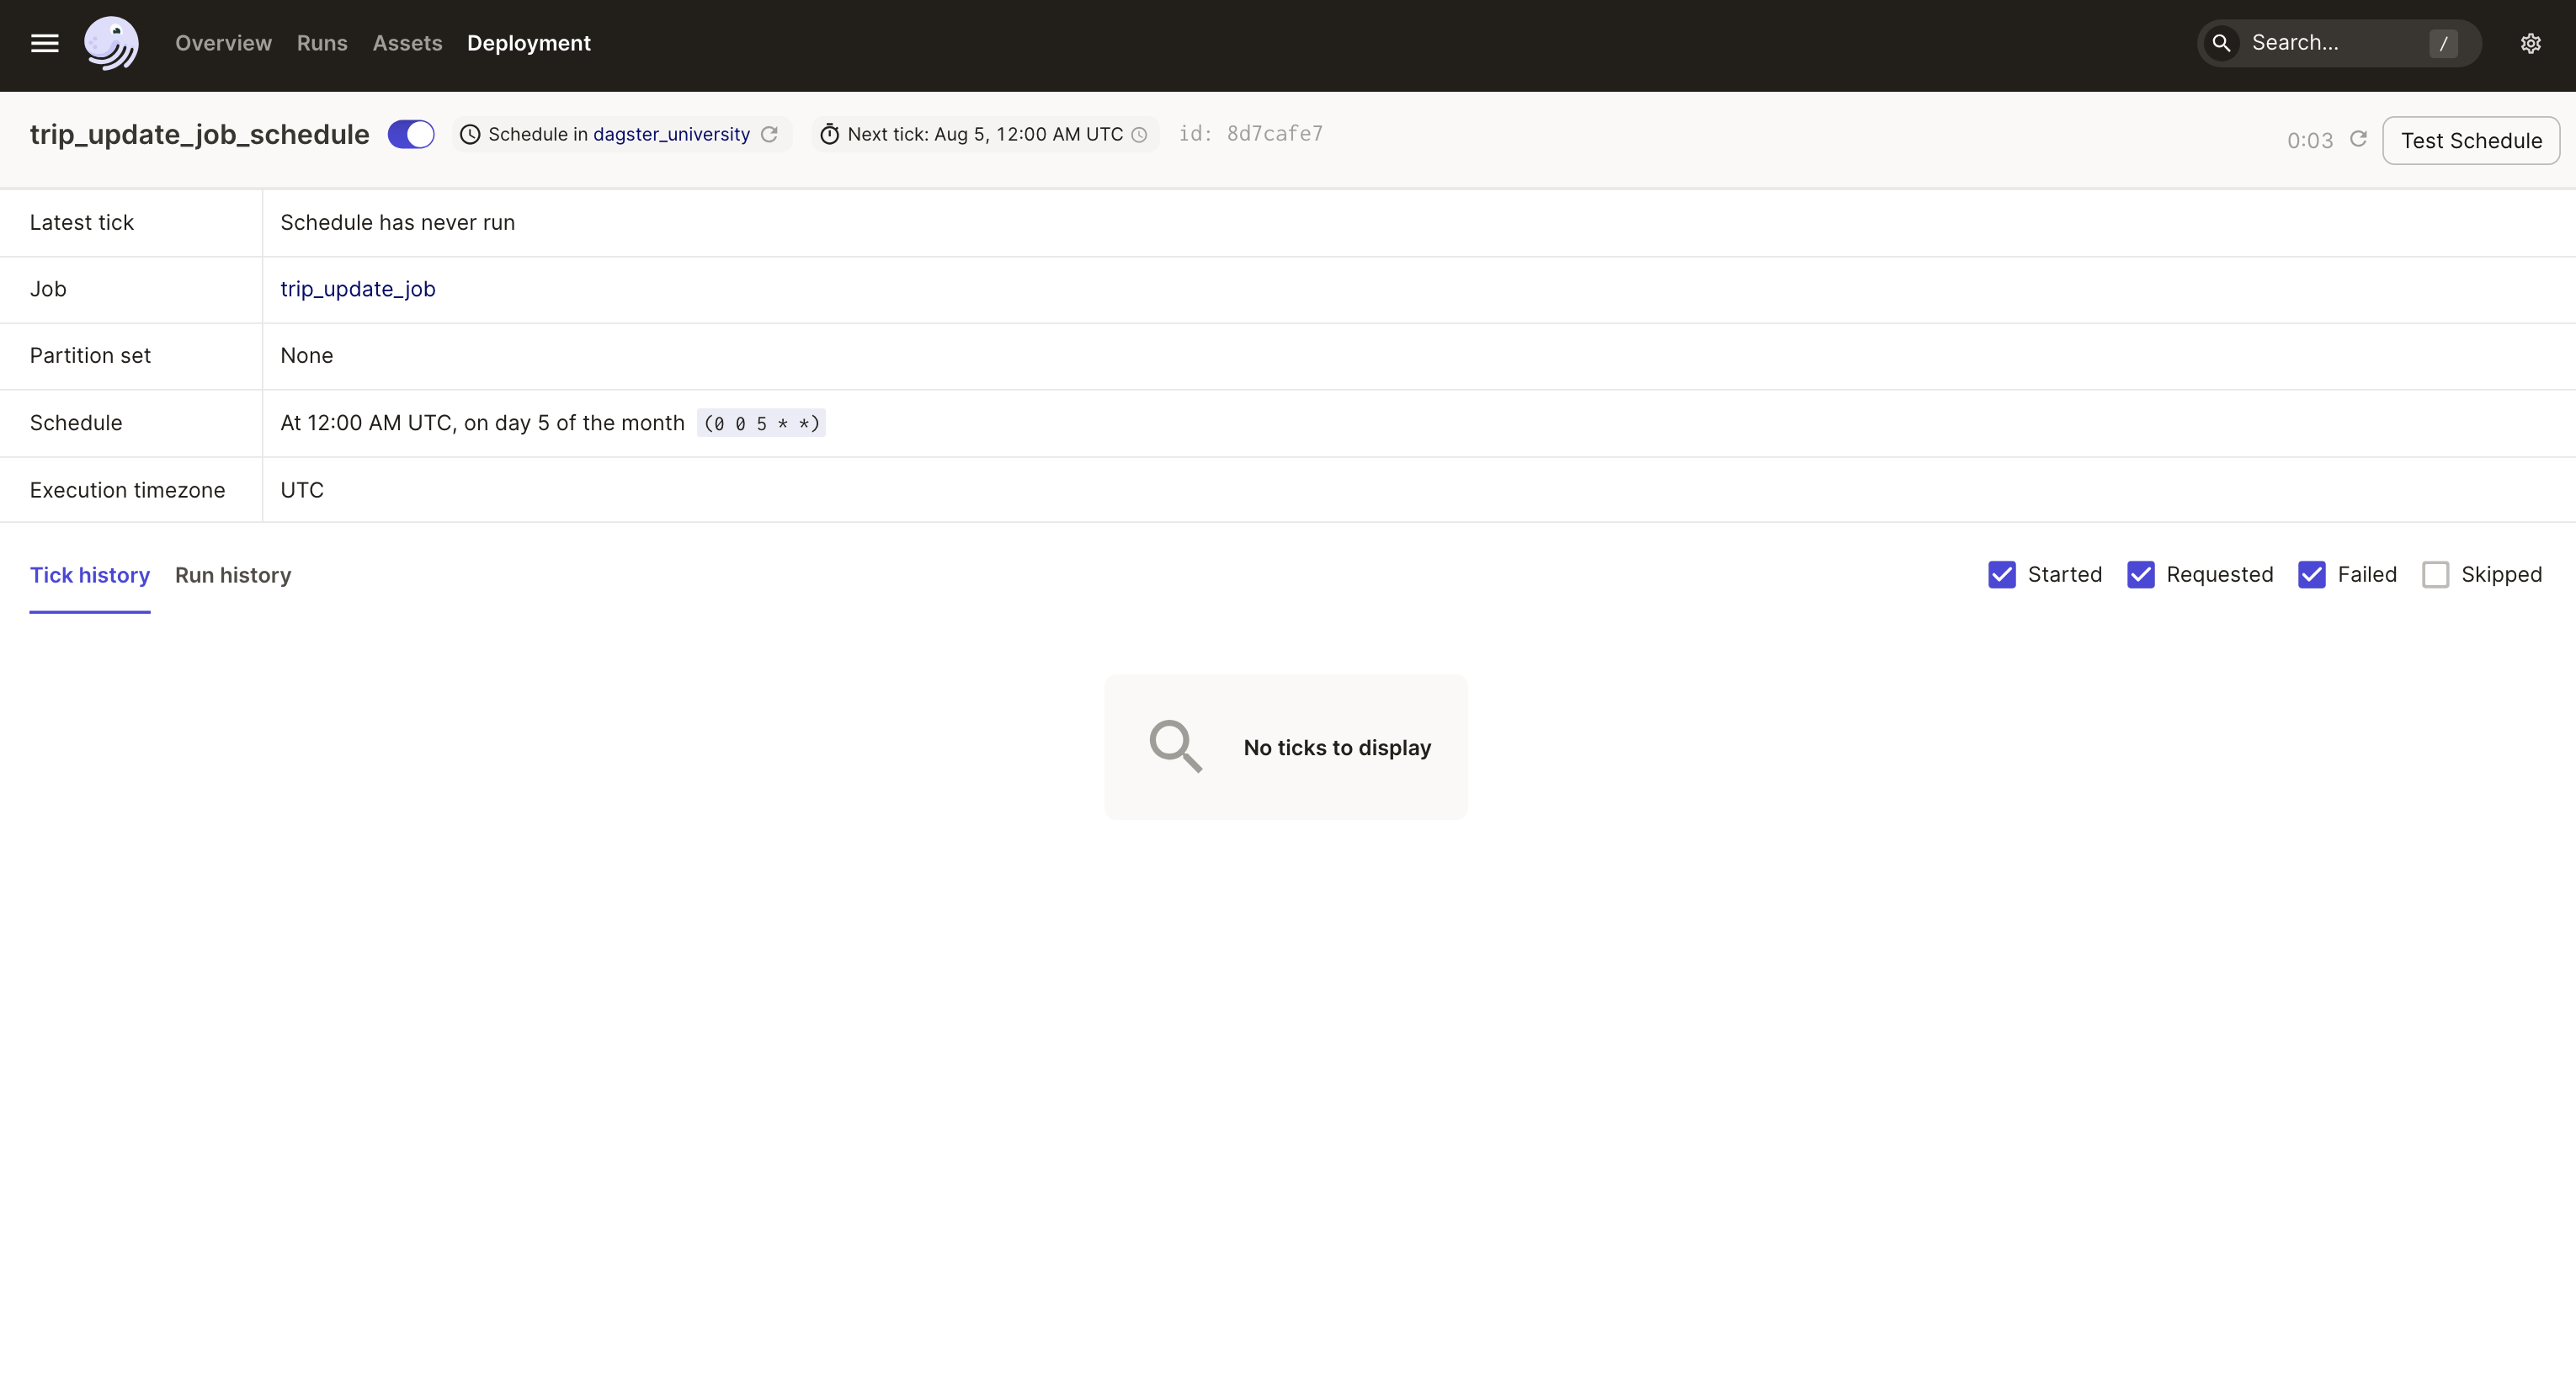 Overview Runs Assets Deployment Search... /
trip_update_job_schedule Schedule in dagster_university Next tick: Aug 5, 12:00 AM UTC id: 8d7cafe7 0:03 Test Schedule
Latest tick Schedule has never run
Job trip_update_job
Partition set None
Schedule At 12:00 AM UTC, on day 5 of the month (0 0 5 * *)
Execution timezone UTC
Tick history Run history Started Requested Failed Skipped
No ticks to display